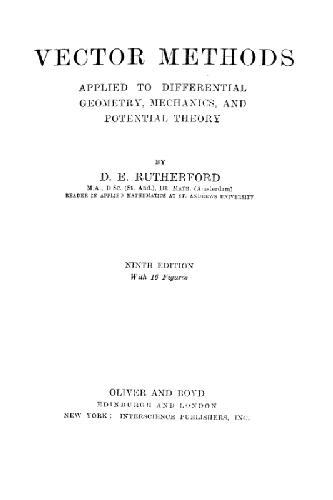 VECTOR METHODS
APPLIED TO DIFFERENTIAL
GEOMETRY, MECHANICS, AND
POTENTIAL THEORY
BY
D. E. RUTHERFORD
M.A., D.Sc. (St. And.), DR. MATH. (Amsterdam)
READER IN APPLIED MATHEMATICS AT ST. ANDREWS UNIVERSITY
NINTH EDITION
With 16 Figures
OLIVER AND BOYD
EDINBURGH AND LONDON
NEW YORK: INTERSCIENCE PUBLISHERS, INC.